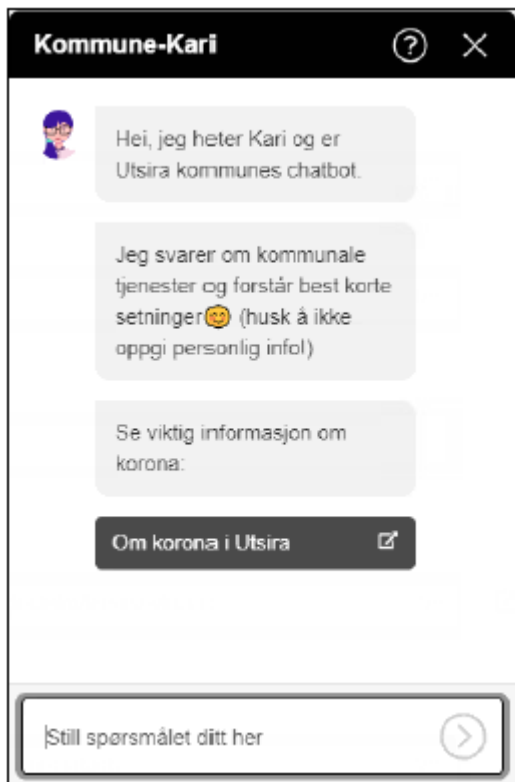 Kommune-Kari
Hei, jeg heter Kari og er
Utsira kommunes chatbot.
Jeg svarer om kommunale
tjenester og forstår best korte
setninger😊 (husk å ikke
oppgi personlig info!)
Se viktig informasjon om
korona:
Om korona i Utsira
Still spørsmålet ditt her